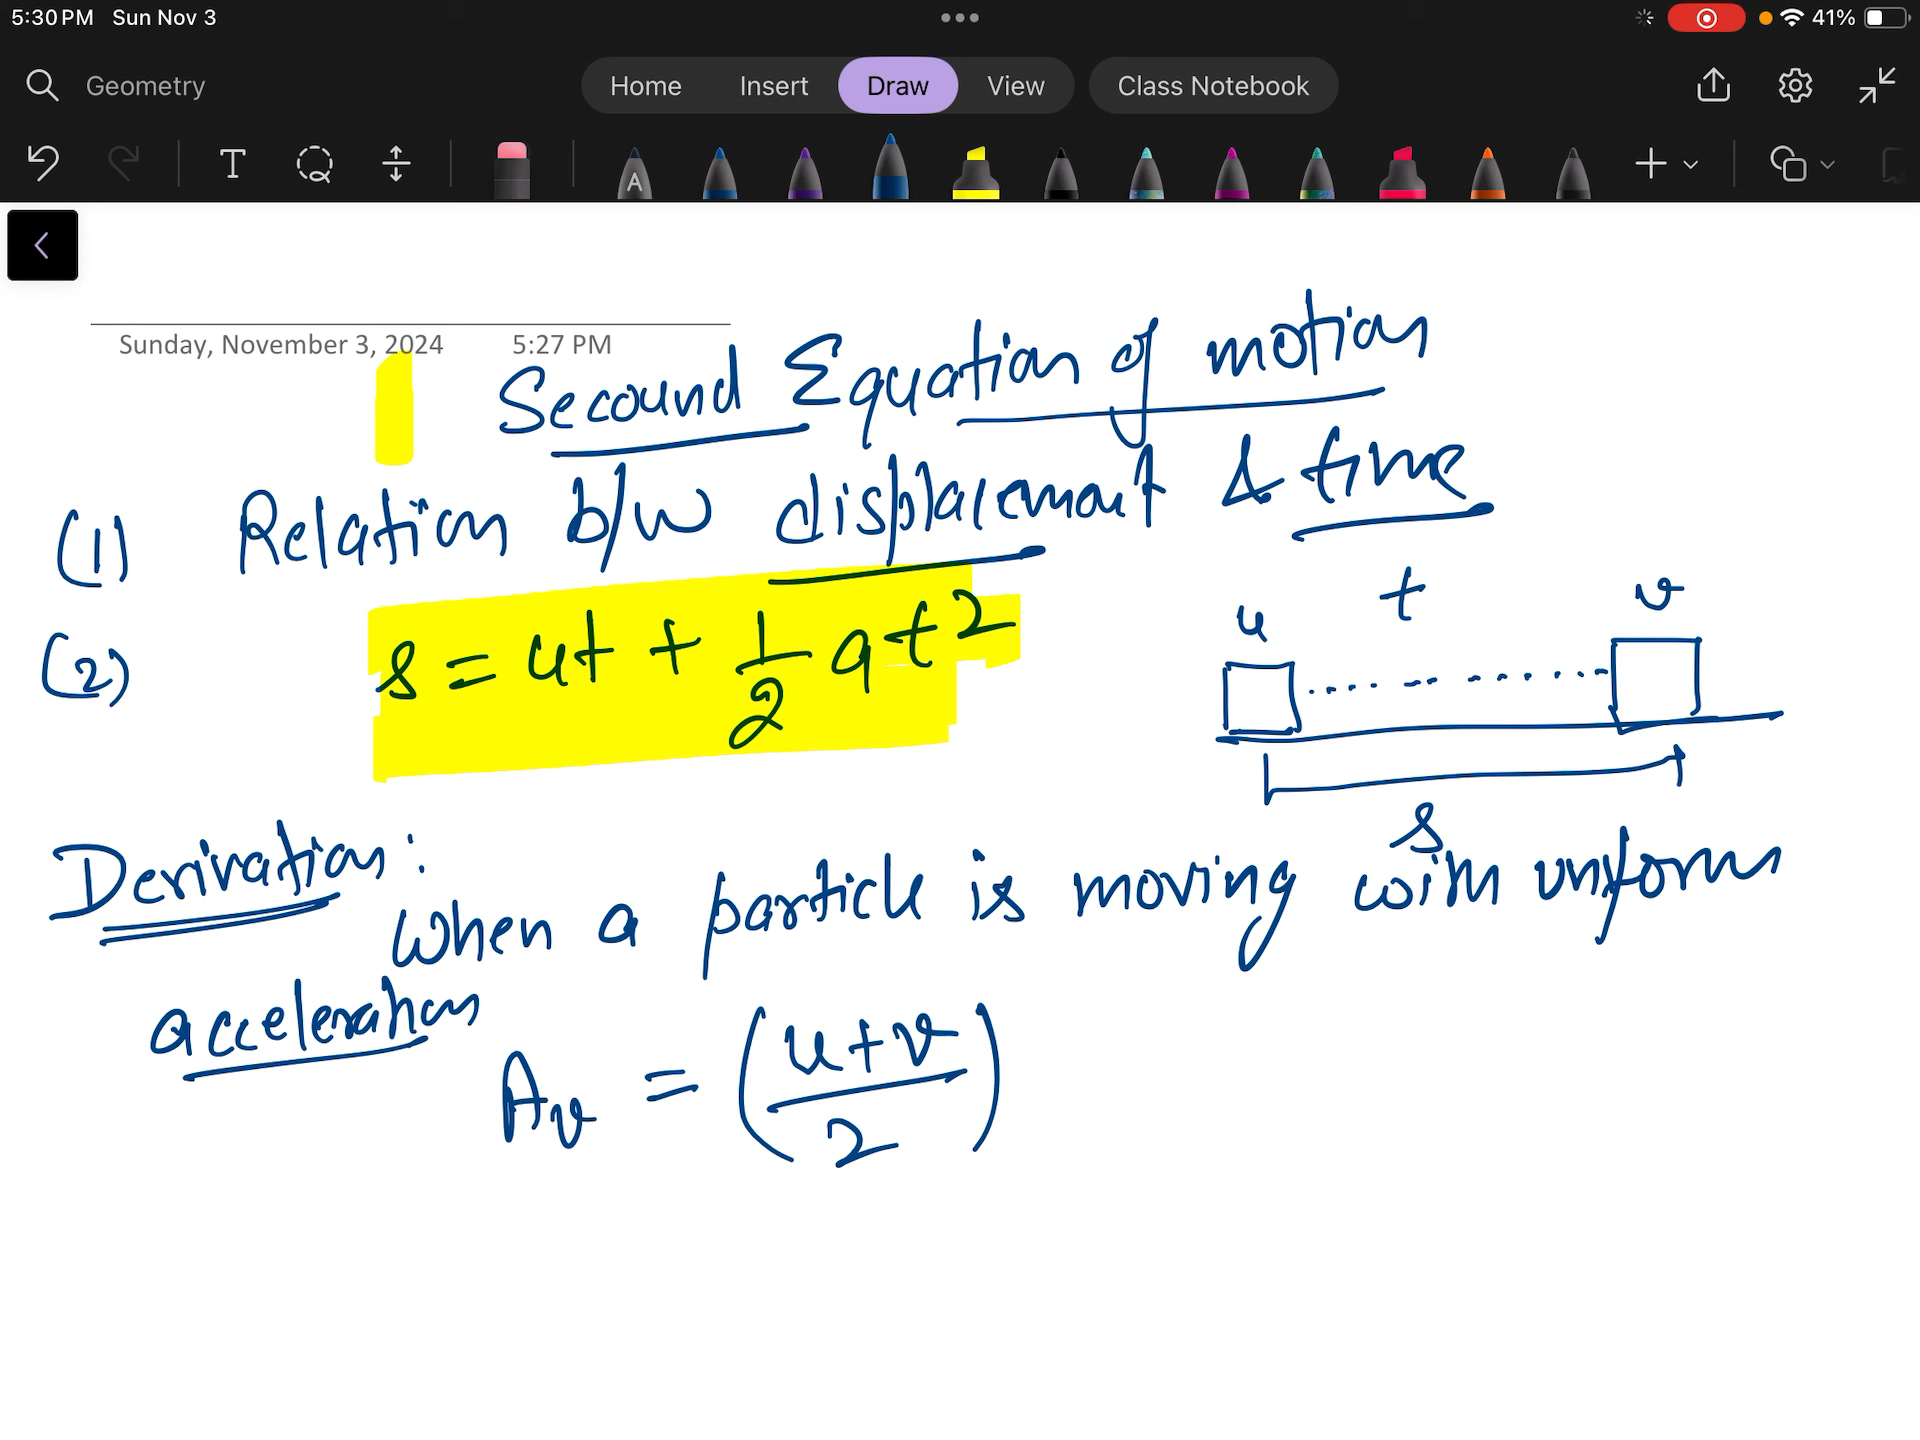 5:30 PM Sun Nov 3
41%
Geometry
Home Insert Draw View Class Notebook
T
A
Sunday, November 3, 2024 5:27 PM
Secound Equation of motion
(1) Relation b/w displacement & time
(2) s = ut + 1/2 at²
u t v
s
Derivation:
When a particle is moving with uniform
acceleration
Av = (u+v/2)